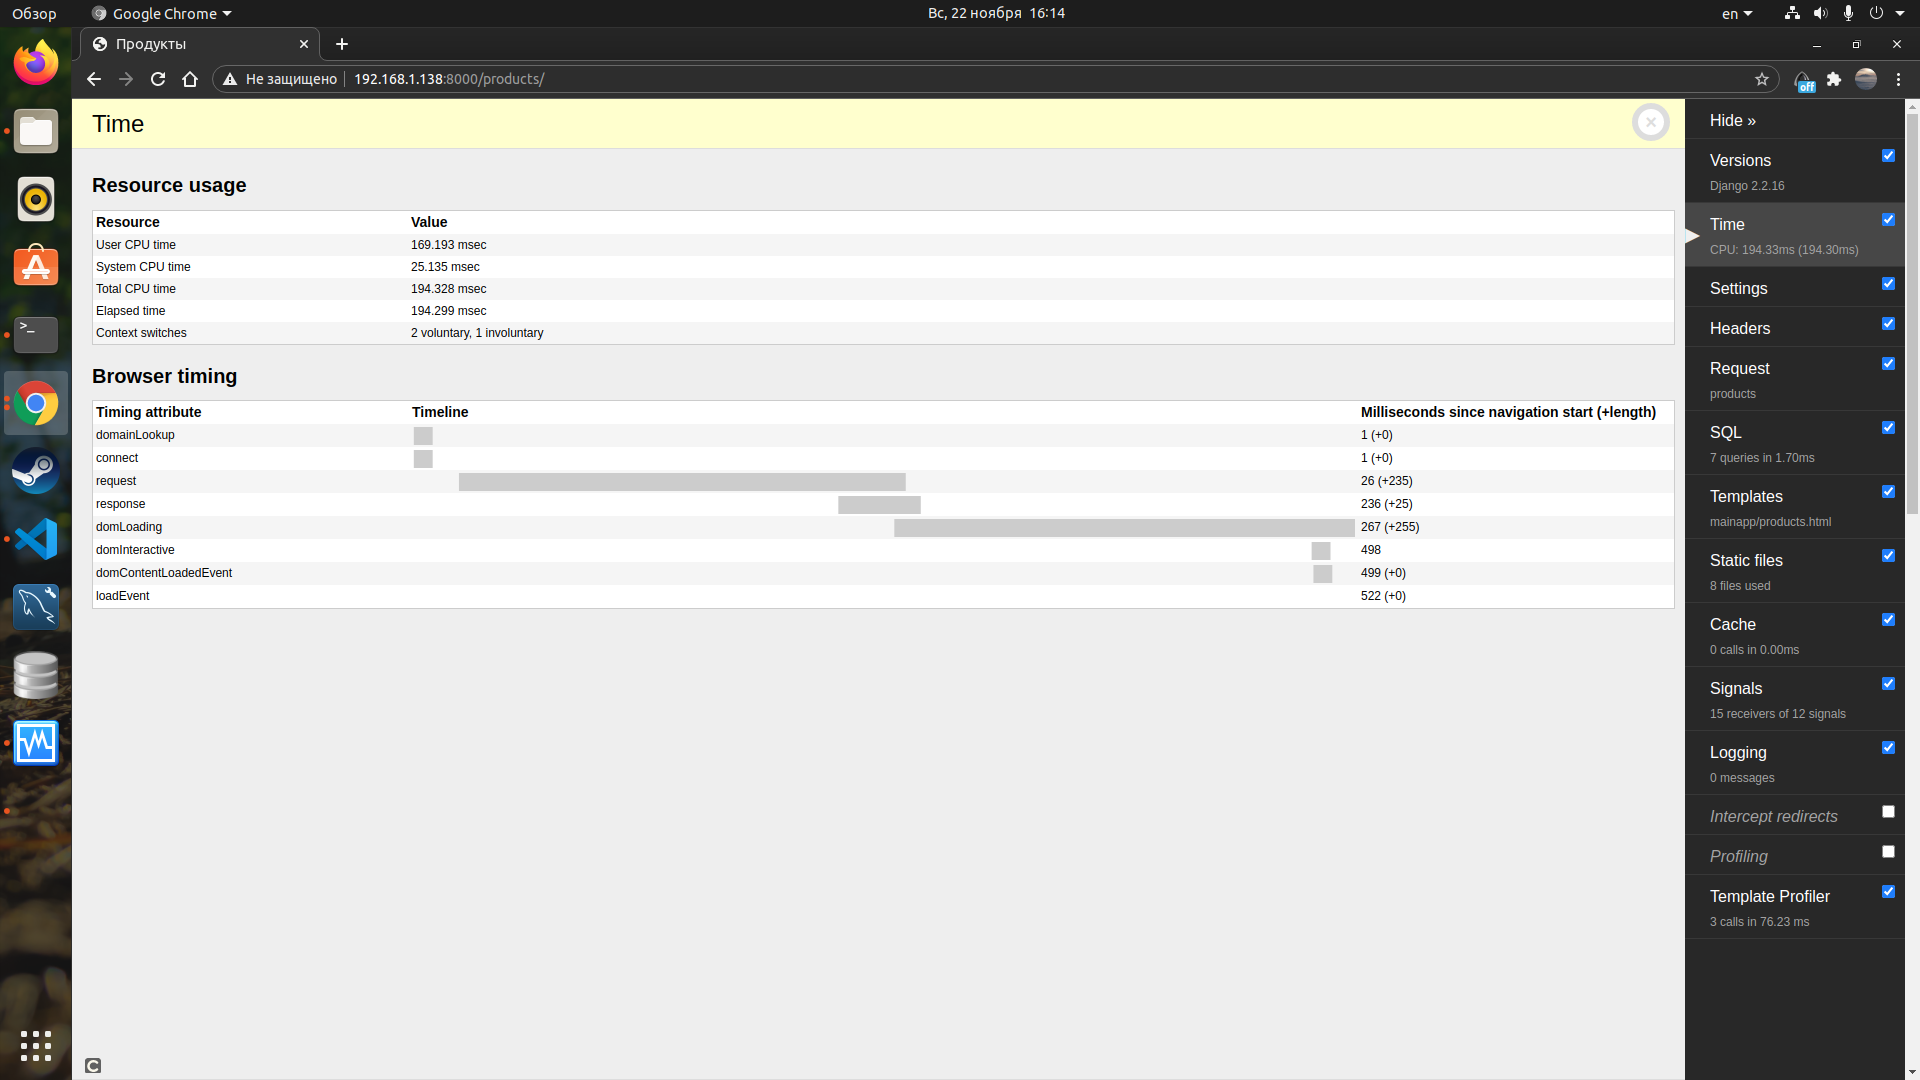 Обзор
Google Chrome
Вс, 22 ноября 16:14
en
Продукты
Не защищено
192.168.1.138:8000/products/
off
Time
Resource usage
Resource Value
User CPU time 169.193 msec
System CPU time 25.135 msec
Total CPU time 194.328 msec
Elapsed time 194.299 msec
Context switches 2 voluntary, 1 involuntary
Browser timing
Timing attribute Timeline Milliseconds since navigation start (+length)
domainLookup 1 (+0)
connect 1 (+0)
request 26 (+235)
response 236 (+25)
domLoading 267 (+255)
domInteractive 498
domContentLoadedEvent 499 (+0)
loadEvent 522 (+0)
Hide »
Versions
Django 2.2.16
Time
CPU: 194.33ms (194.30ms)
Settings
Headers
Request
products
SQL
7 queries in 1.70ms
Templates
mainapp/products.html
Static files
8 files used
Cache
0 calls in 0.00ms
Signals
15 receivers of 12 signals
Logging
0 messages
Intercept redirects
Profiling
Template Profiler
3 calls in 76.23 ms
C